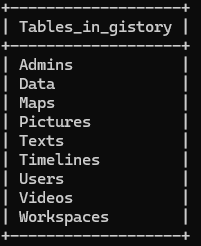 Tables_in_gistory
Admins
Data
Maps
Pictures
Texts
Timelines
Users
Videos
Workspaces